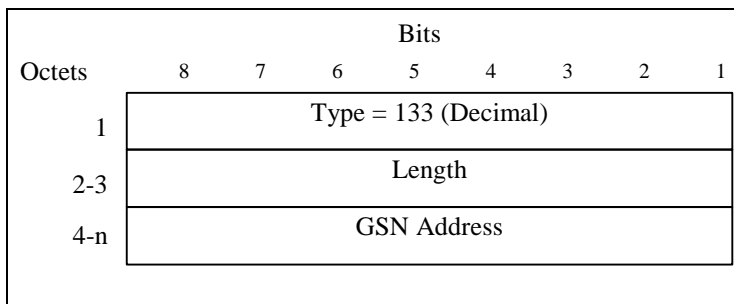 Bits
Octets 8 7 6 5 4 3 2 1
1 Type = 133 (Decimal)
2-3 Length
4-n GSN Address